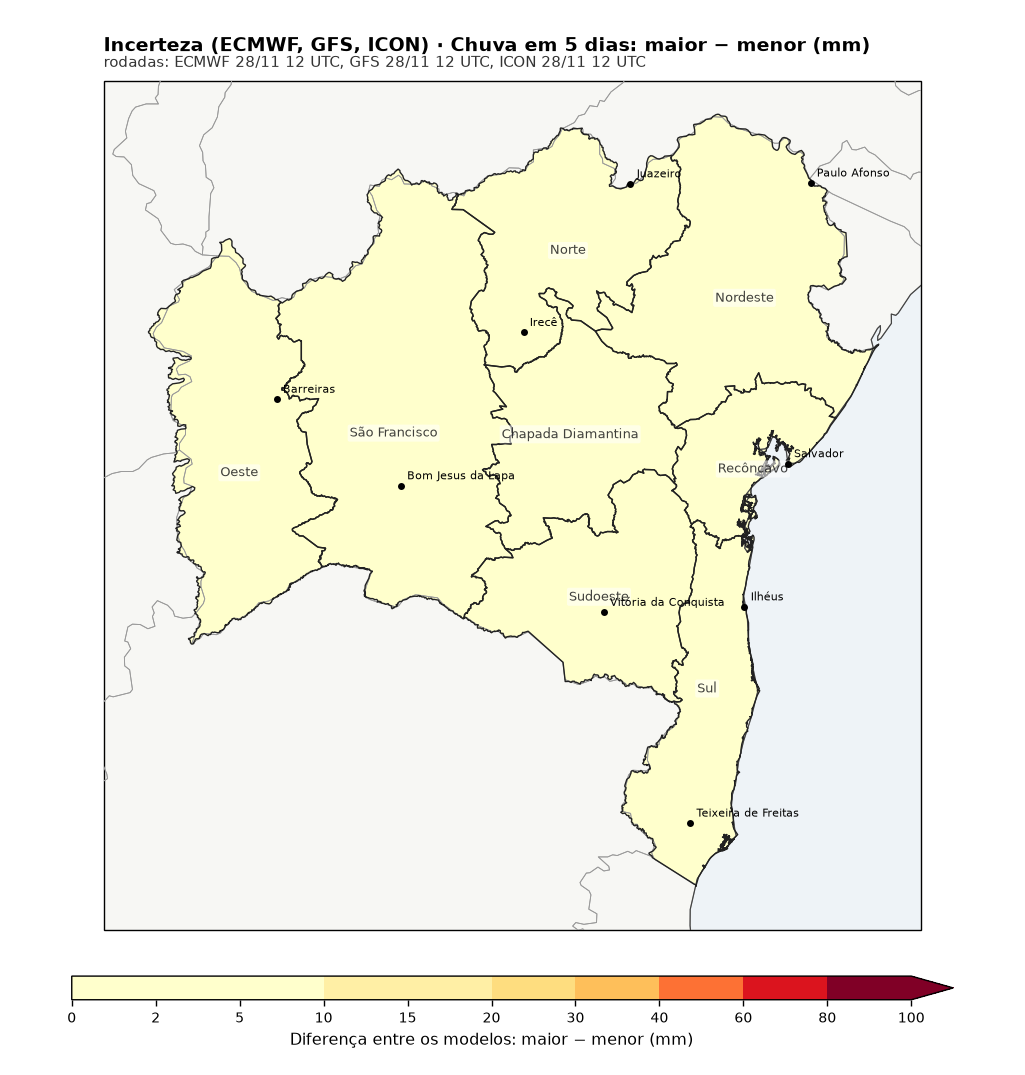 Incerteza (ECMWF, GFS, ICON) · Chuva em 5 dias: maior − menor (mm)
rodadas: ECMWF 28/11 12 UTC, GFS 28/11 12 UTC, ICON 28/11 12 UTC
Juazeiro
Paulo Afonso
Norte
Nordeste
Irecê
Barreiras
São Francisco
Chapada Diamantina
Salvador
Oeste
Bom Jesus da Lapa
Recôncavo
Sudoeste
Vitória da Conquista
Ilhéus
Sul
Teixeira de Freitas
0 2 5 10 15 20 30 40 60 80 100
Diferença entre os modelos: maior − menor (mm)